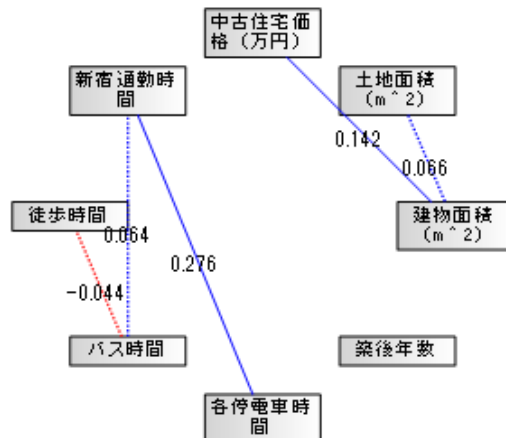 中古住宅価
格（万円）
新宿通勤時
間
土地面積
(m^2)
0.142
0.066
徒歩時間
0.064
建物面積
(m^2)
0.276
-0.044
バス時間
築後年数
各停電車時
間